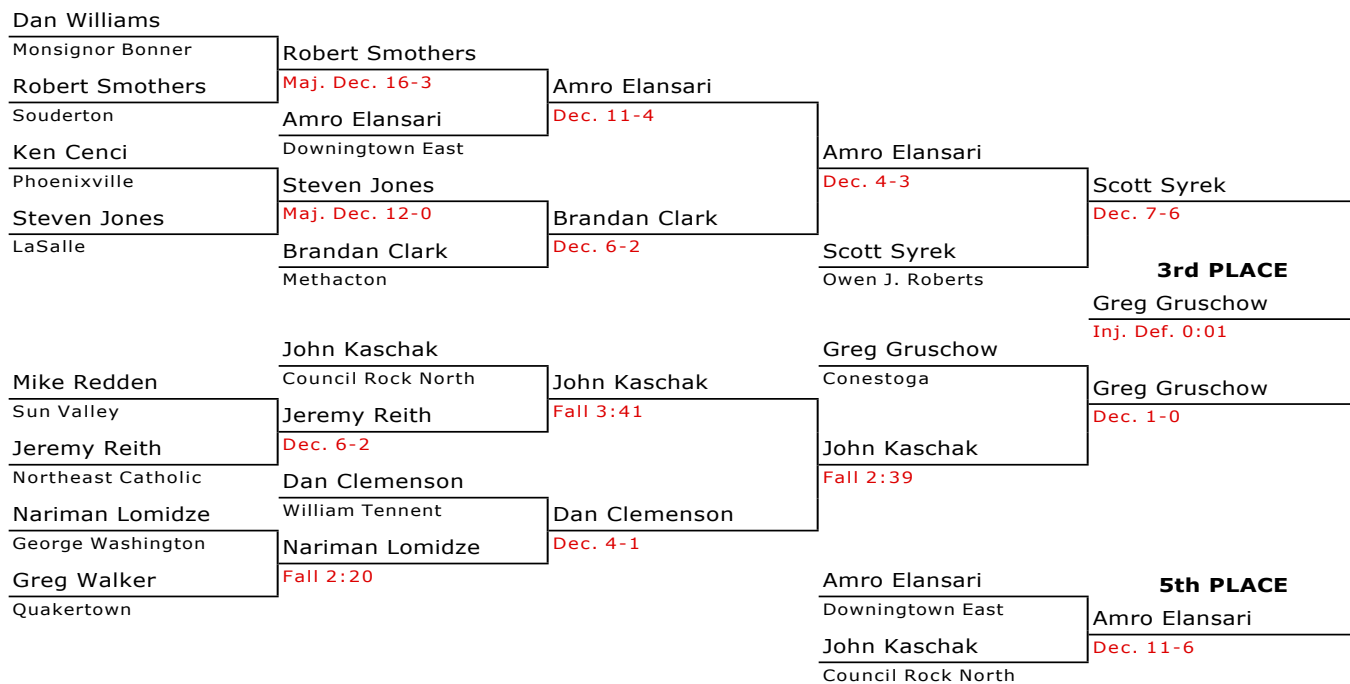 Dan Williams
Monsignor Bonner
Robert Smothers
Souderton
Ken Cenci
Phoenixville
Steven Jones
LaSalle
Mike Redden
Sun Valley
Jeremy Reith
Northeast Catholic
Nariman Lomidze
George Washington
Greg Walker
Quakertown
Robert Smothers
Maj. Dec. 16-3
Amro Elansari
Downingtown East
Steven Jones
Maj. Dec. 12-0
Brandan Clark
Methacton
John Kaschak
Council Rock North
Jeremy Reith
Dec. 6-2
Dan Clemenson
William Tennent
Nariman Lomidze
Fall 2:20
Amro Elansari
Dec. 11-4
Brandan Clark
Dec. 6-2
John Kaschak
Fall 3:41
Dan Clemenson
Dec. 4-1
Amro Elansari
Dec. 4-3
Scott Syrek
Owen J. Roberts
Greg Gruschow
Conestoga
John Kaschak
Fall 2:39
Scott Syrek
Dec. 7-6
3rd PLACE
Greg Gruschow
Inj. Def. 0:01
Greg Gruschow
Dec. 1-0
Amro Elansari
Downingtown East
John Kaschak
Council Rock North
5th PLACE
Amro Elansari
Dec. 11-6